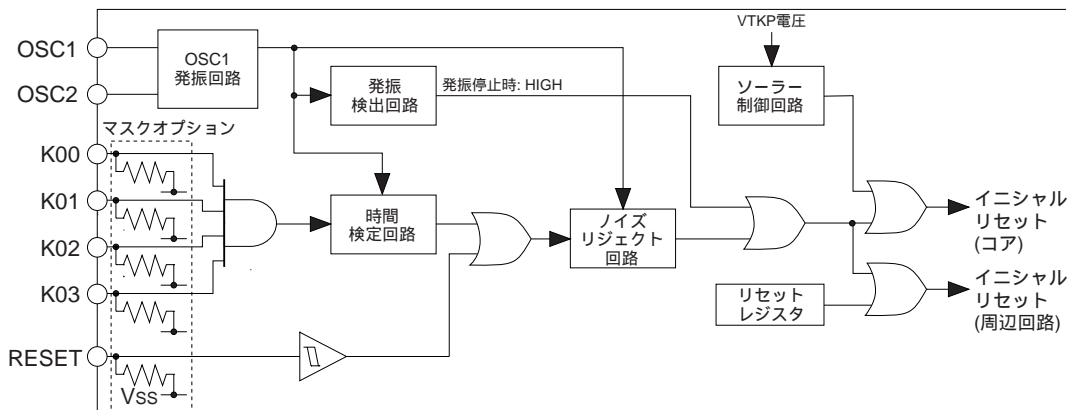 VTKP電圧
OSC1
OSC1
発振回路
発振
検出回路
発振停止時: HIGH
ソーラー
制御回路
OSC2
マスクオプション
K00
K01
K02
K03
時間
検定回路
ノイズ
リジェクト
回路
イニシャル
リセット
(コア)
リセット
レジスタ
イニシャル
リセット
(周辺回路)
RESET
VSS